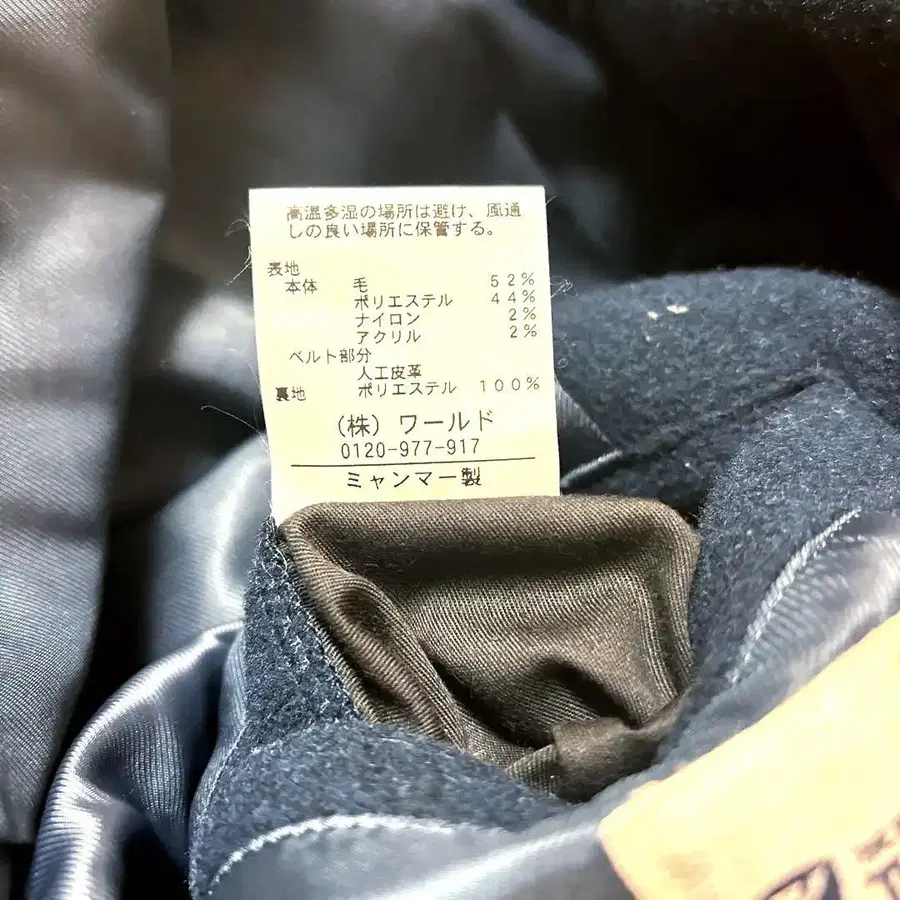 高温多湿の場所は避け、風通
しの良い場所に保管する。
表地
本体 毛 52%
ポリエステル 44%
ナイロン 2%
アクリル 2%
ベルト部分
人工皮革
裏地 ポリエステル 100%
(株) ワールド
0120-977-917
ミャンマー製